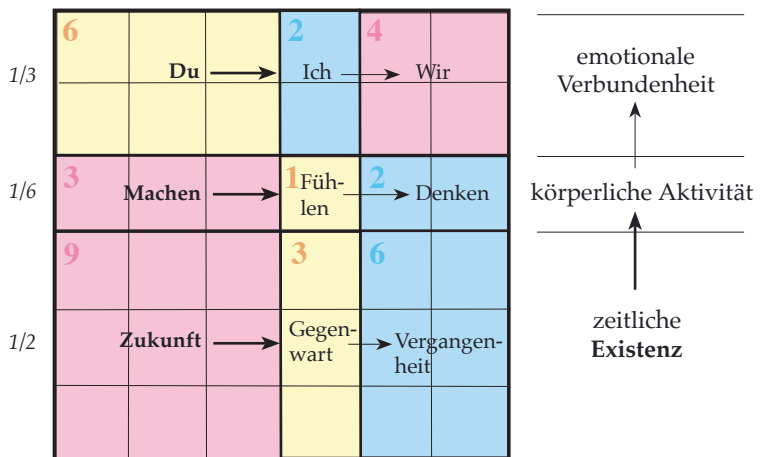 6 2 4
1/3 Du Ich Wir
emotionale
Verbundenheit
3 1 2
1/6 Machen Füh-
len Denken
körperliche Aktivität
9 3 6
1/2 Zukunft Gegen-
wart Vergangen-
heit
zeitliche
Existenz